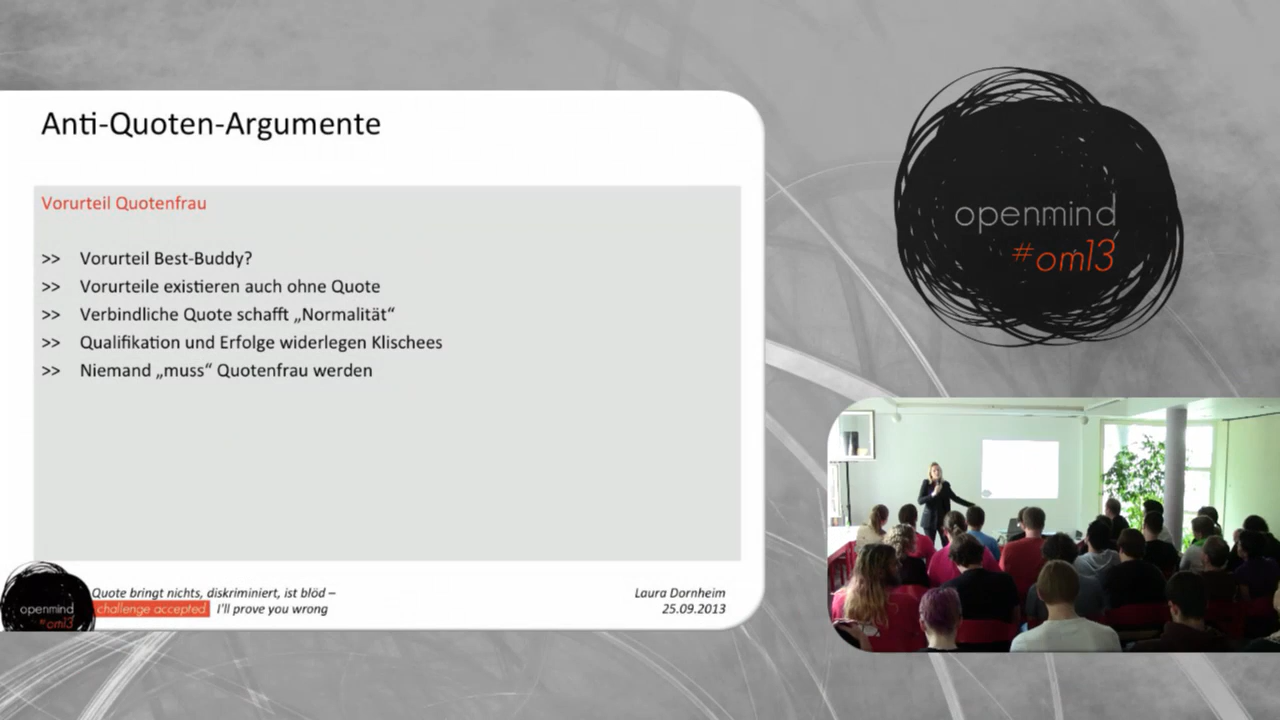 Anti-Quoten-Argumente
Vorurteil Quotenfrau
>> Vorurteil Best-Buddy?
>> Vorurteile existieren auch ohne Quote
>> Verbindliche Quote schafft „Normalität“
>> Qualifikation und Erfolge widerlegen Klischees
>> Niemand „muss“ Quotenfrau werden
Quote bringt nichts, diskriminiert, ist blöd –
challenge accepted I'll prove you wrong
Laura Dornheim
25.09.2013
openmind
#om13
openmind
#om13